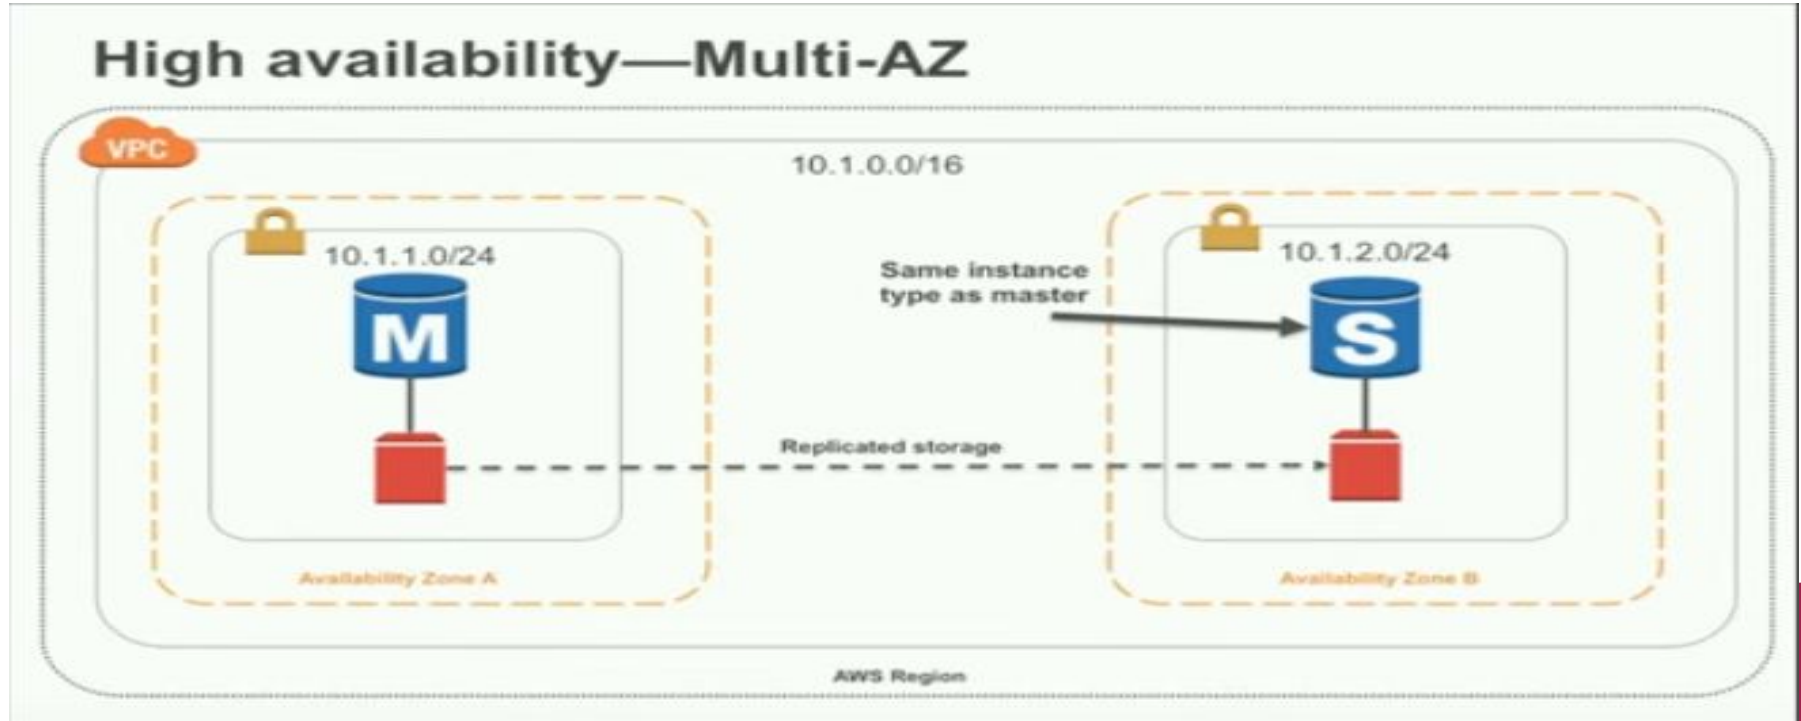 High availability—Multi-AZ
VPC
10.1.0.0/16
10.1.1.0/24
10.1.2.0/24
Same instance
type as master
M
S
Replicated storage
Availability Zone A
Availability Zone B
AWS Region